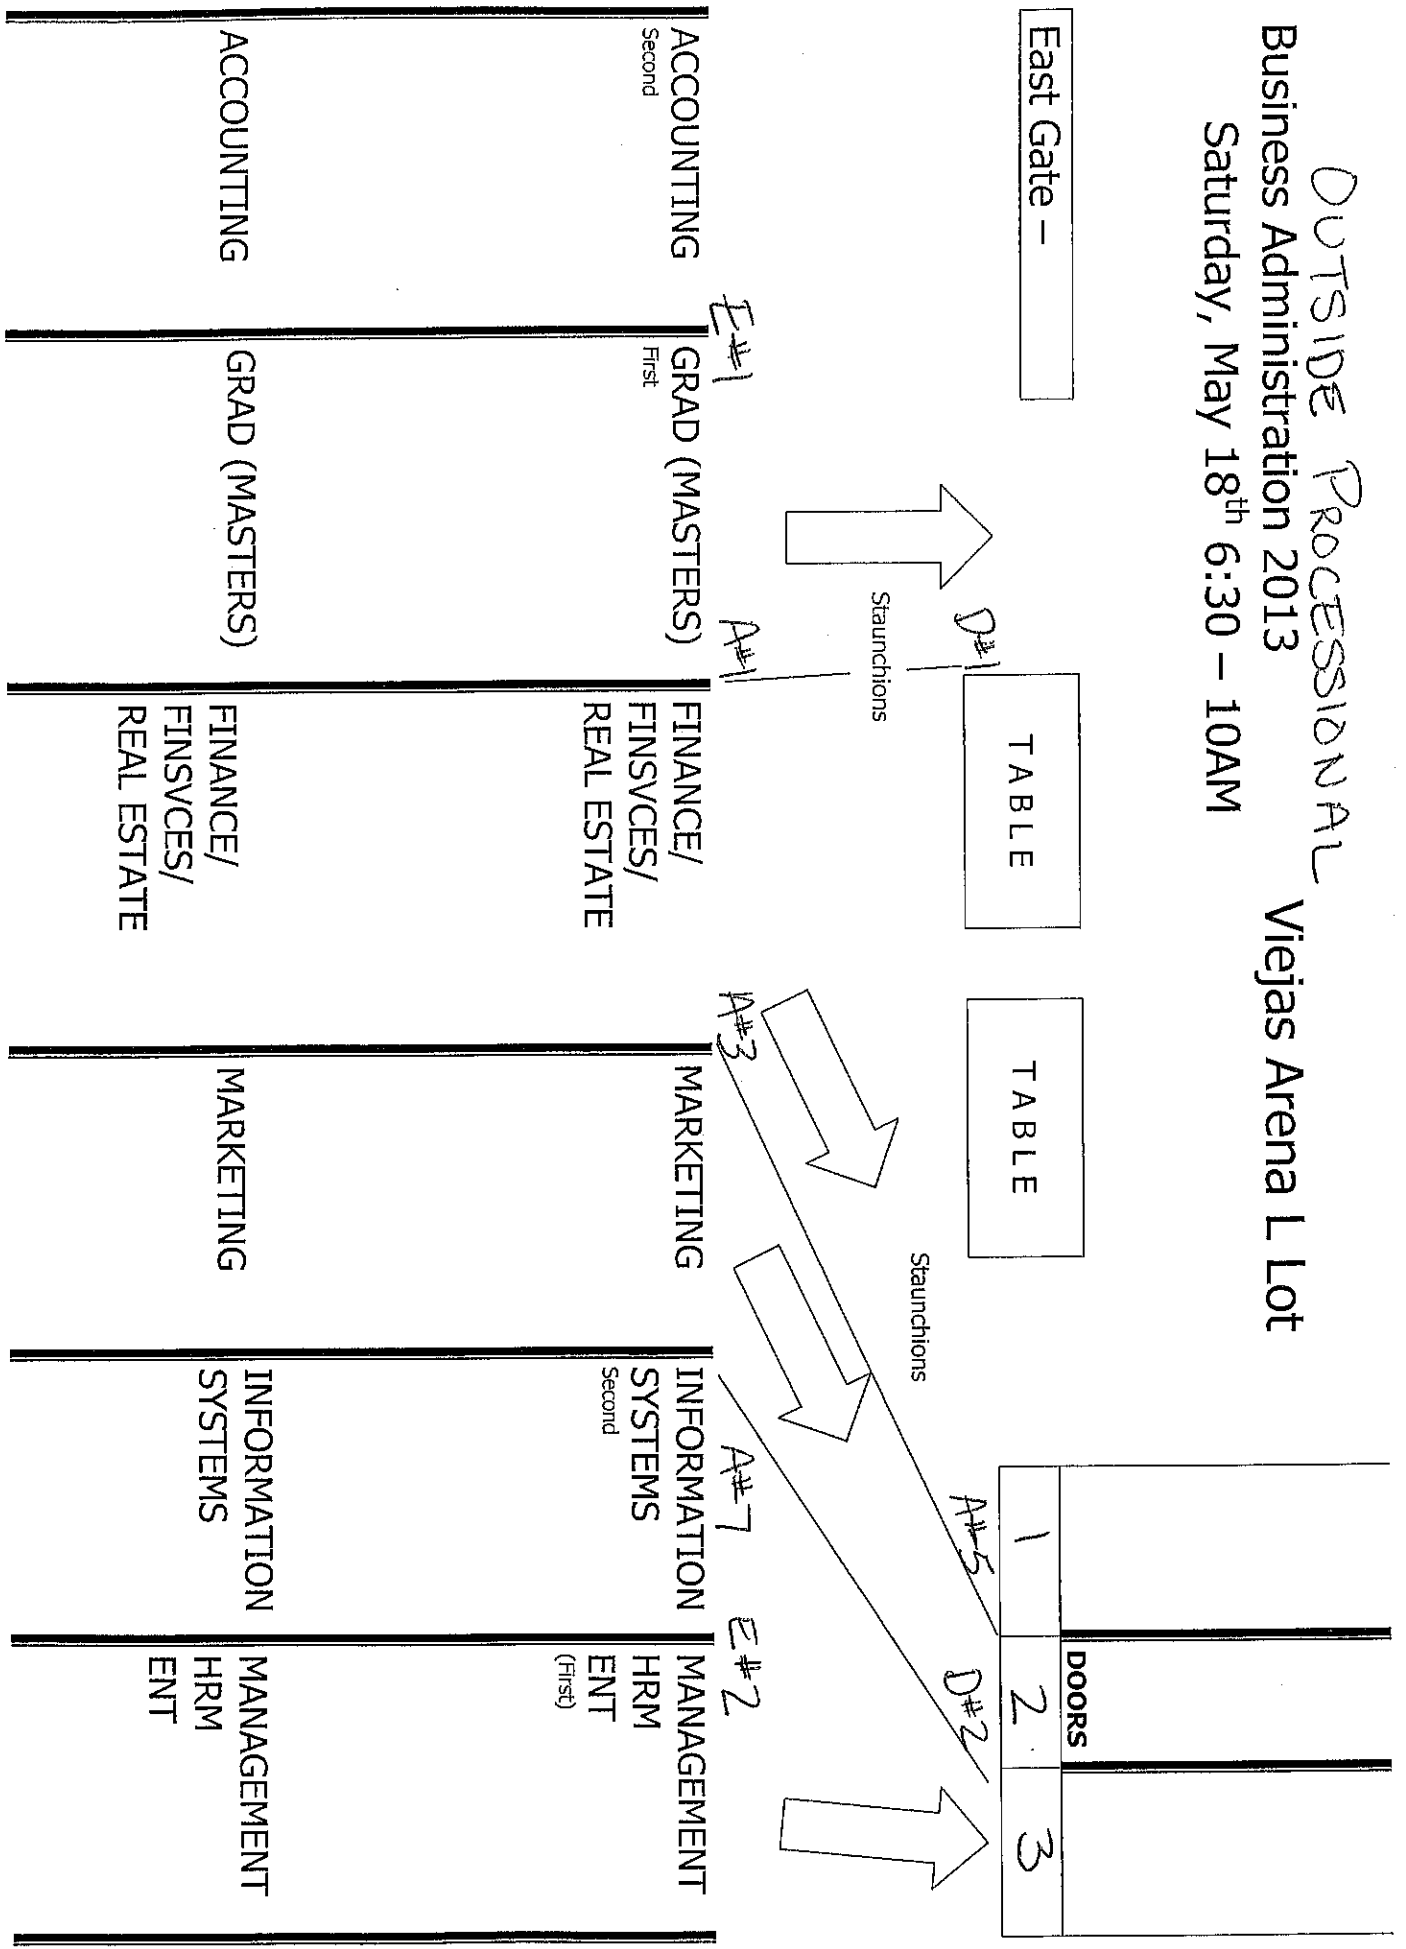 OUTSIDE PROCESSIONAL
Business Administration 2013
Viejas Arena L Lot
Saturday, May 18th 6:30 – 10AM
East Gate –
DOORS
1
2
3
TABLE
TABLE
D#1
A#5
D#2
Staunchions
Staunchions
E#1
A#1
A#3
A#7
E#2
ACCOUNTING
Second
GRAD (MASTERS)
First
FINANCE/
FINSVCES/
REAL ESTATE
MARKETING
INFORMATION
SYSTEMS
Second
MANAGEMENT
HRM
ENT
(First)
ACCOUNTING
GRAD (MASTERS)
FINANCE/
FINSVCES/
REAL ESTATE
MARKETING
INFORMATION
SYSTEMS
MANAGEMENT
HRM
ENT